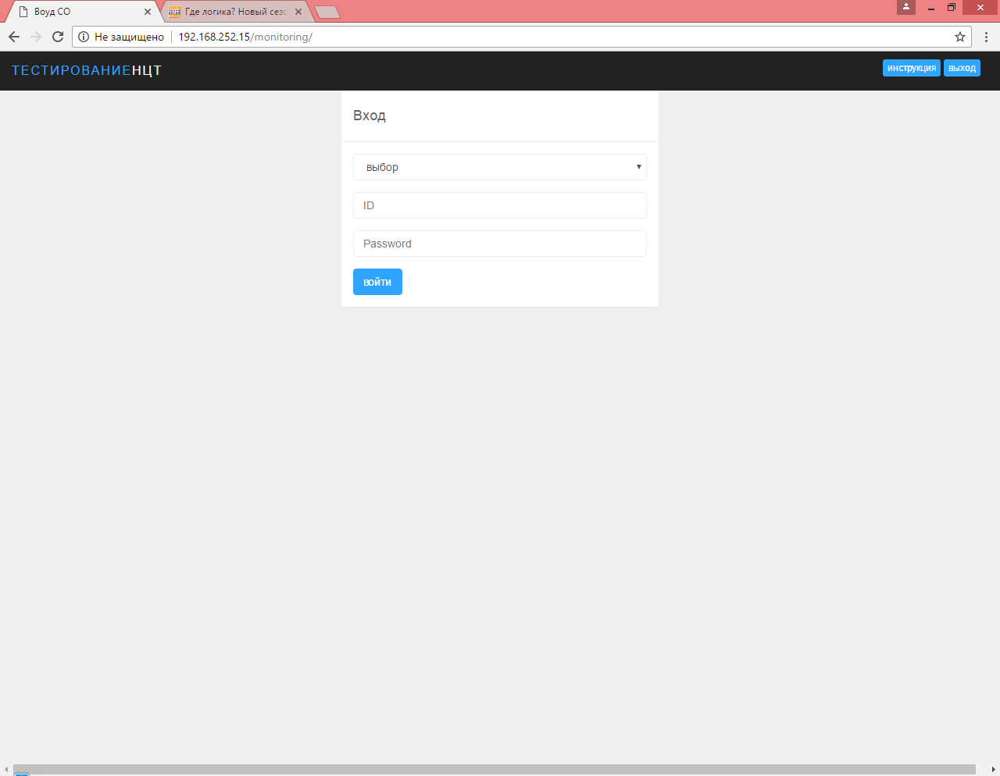 Воуд СО
Где логика? Новый сезо
Не защищено
192.168.252.15/monitoring/
ТЕСТИРОВАНИЕНЦТ
инструкция
выход
Вход
выбор
ID
Password
войти